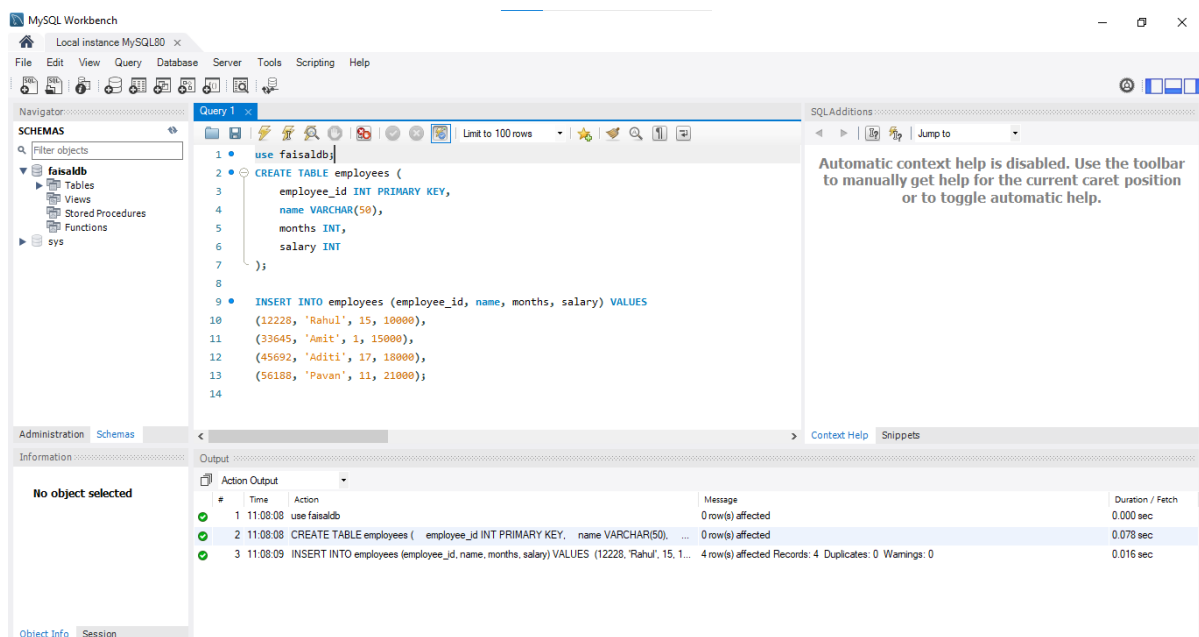 MySQL Workbench
Local instance MySQL80
File Edit View Query Database Server Tools Scripting Help
Navigator
SCHEMAS
Filter objects
faisaldb
Tables
Views
Stored Procedures
Functions
sys
Administration Schemas
Information
No object selected
Object Info Session
Query 1
Limit to 100 rows
1 use faisaldb;
2 CREATE TABLE employees (
3 employee_id INT PRIMARY KEY,
4 name VARCHAR(50),
5 months INT,
6 salary INT
7 );
8
9 INSERT INTO employees (employee_id, name, months, salary) VALUES
10 (12228, 'Rahul', 15, 10000),
11 (33645, 'Amit', 1, 15000),
12 (45692, 'Aditi', 17, 18000),
13 (56188, 'Pavan', 11, 21000);
14
SQLAdditions
Jump to
Automatic context help is disabled. Use the toolbar
to manually get help for the current caret position
or to toggle automatic help.
Context Help Snippets
Output
Action Output
# Time Action Message Duration / Fetch
1 11:08:08 use faisaldb 0 row(s) affected 0.000 sec
2 11:08:08 CREATE TABLE employees ( employee_id INT PRIMARY KEY, name VARCHAR(50), ... 0 row(s) affected 0.078 sec
3 11:08:09 INSERT INTO employees (employee_id, name, months, salary) VALUES (12228, 'Rahul', 15, 1... 4 row(s) affected Records: 4 Duplicates: 0 Warnings: 0 0.016 sec